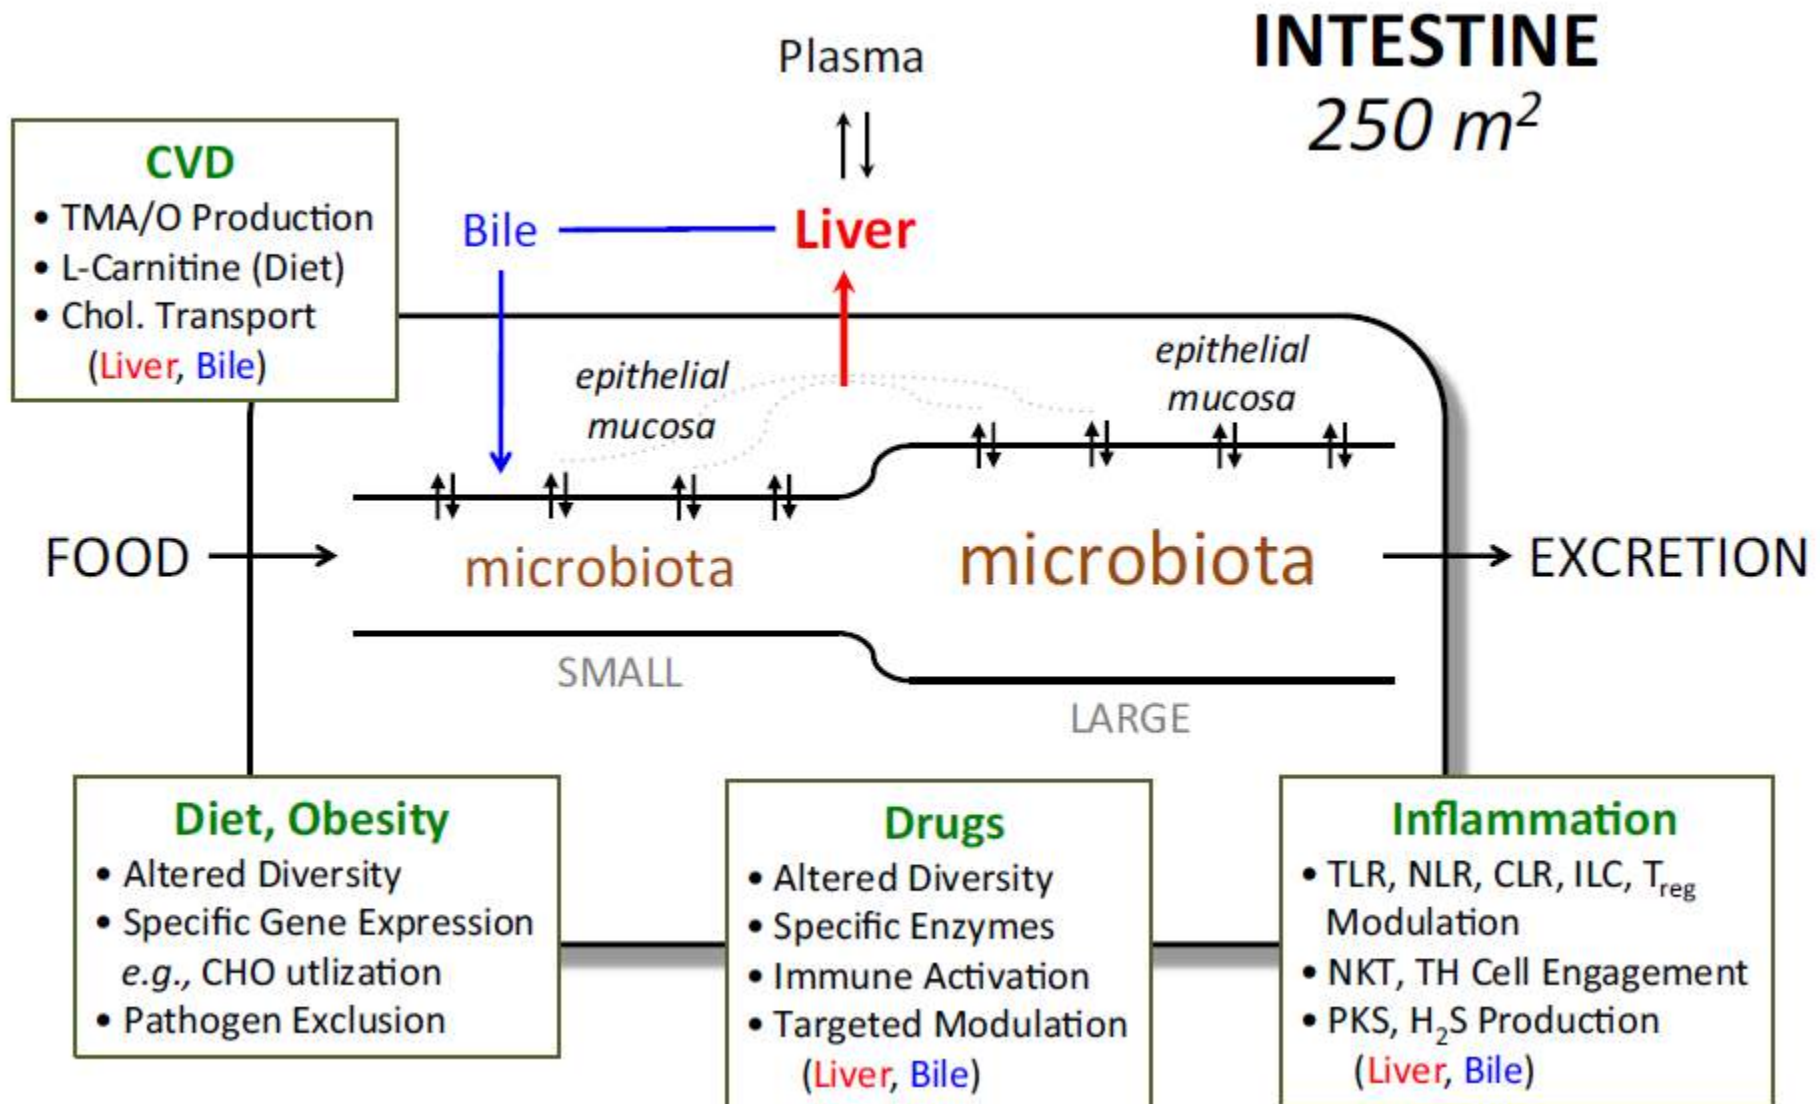 INTESTINE
250 m²
Plasma
CVD
• TMA/O Production
• L-Carnitine (Diet)
• Chol. Transport
(Liver, Bile)
Bile
Liver
epithelial
mucosa
epithelial
mucosa
FOOD
microbiota
microbiota
EXCRETION
SMALL
LARGE
Diet, Obesity
• Altered Diversity
• Specific Gene Expression
e.g., CHO utlization
• Pathogen Exclusion
Drugs
• Altered Diversity
• Specific Enzymes
• Immune Activation
• Targeted Modulation
(Liver, Bile)
Inflammation
• TLR, NLR, CLR, ILC, Treg
Modulation
• NKT, TH Cell Engagement
• PKS, H₂S Production
(Liver, Bile)